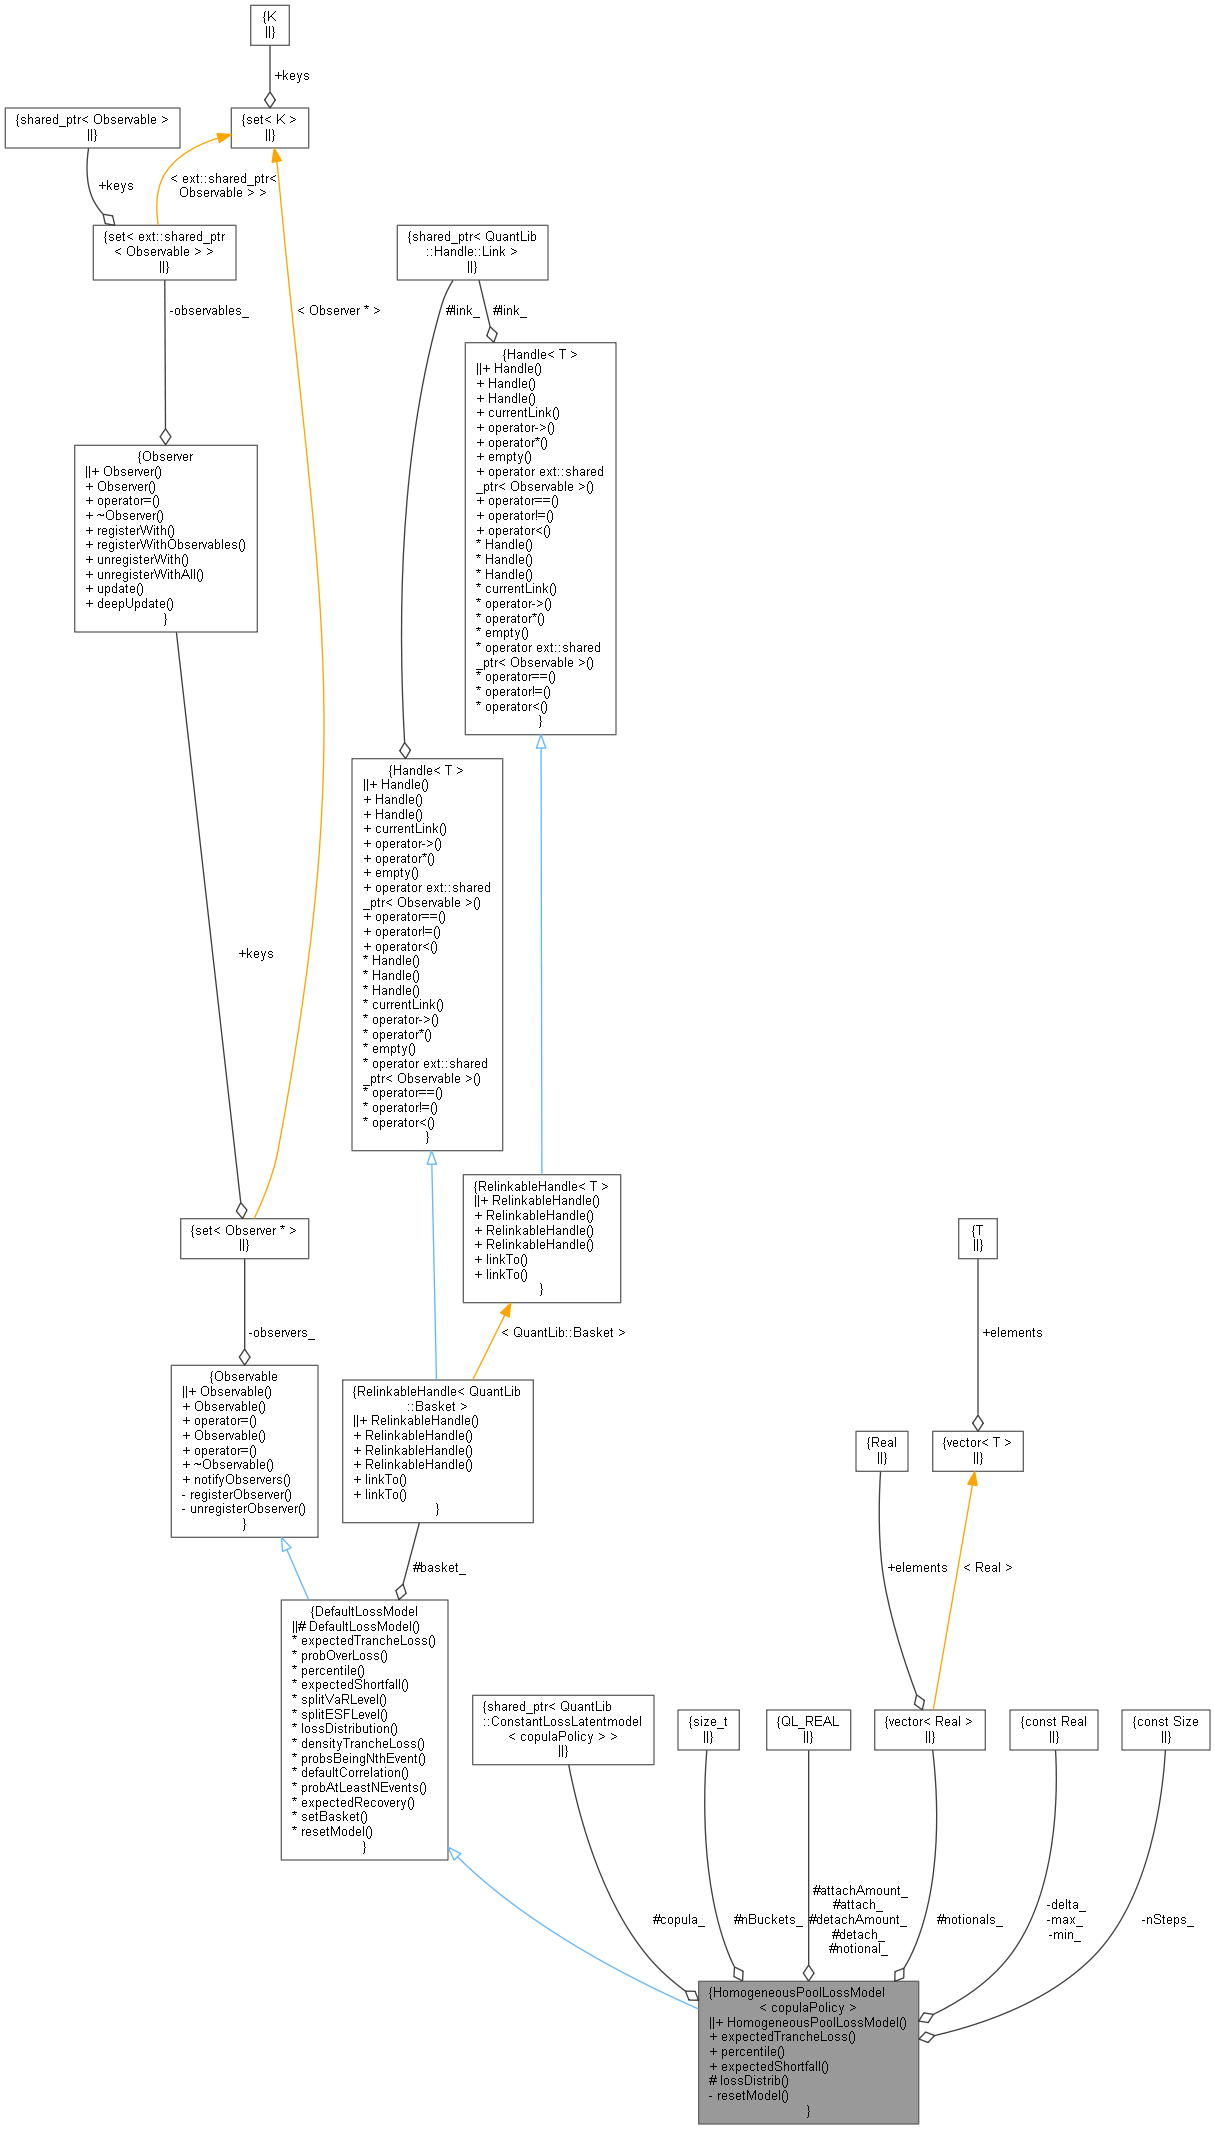 {K
||}
+keys
{shared_ptr< Observable >
||}
{set< K >
||}
+keys
< ext::shared_ptr<
Observable > >
{set< ext::shared_ptr
< Observable > >
||}
{shared_ptr< QuantLib
::Handle::Link >
||}
-observables_
< Observer * >
#link_
#link_
{Handle< T >
||+ Handle()
+ Handle()
+ Handle()
+ currentLink()
+ operator->()
+ operator*()
+ empty()
+ operator ext::shared
_ptr< Observable >()
+ operator==()
+ operator!=()
+ operator<()
* Handle()
* Handle()
* Handle()
* currentLink()
* operator->()
* operator*()
* empty()
* operator ext::shared
_ptr< Observable >()
* operator==()
* operator!=()
* operator<()
}
{Observer
||+ Observer()
+ Observer()
+ operator=()
+ ~Observer()
+ registerWith()
+ registerWithObservables()
+ unregisterWith()
+ unregisterWithAll()
+ update()
+ deepUpdate()
}
{Handle< T >
||+ Handle()
+ Handle()
+ Handle()
+ currentLink()
+ operator->()
+ operator*()
+ empty()
+ operator ext::shared
_ptr< Observable >()
+ operator==()
+ operator!=()
+ operator<()
* Handle()
* Handle()
* Handle()
* currentLink()
* operator->()
* operator*()
* empty()
* operator ext::shared
_ptr< Observable >()
* operator==()
* operator!=()
* operator<()
}
+keys
{RelinkableHandle< T >
||+ RelinkableHandle()
+ RelinkableHandle()
+ RelinkableHandle()
+ RelinkableHandle()
+ linkTo()
+ linkTo()
}
{set< Observer * >
||}
{T
||}
-observers_
< QuantLib::Basket >
+elements
{Observable
||+ Observable()
+ Observable()
+ operator=()
+ Observable()
+ operator=()
+ ~Observable()
+ notifyObservers()
- registerObserver()
- unregisterObserver()
}
{RelinkableHandle< QuantLib
::Basket >
||+ RelinkableHandle()
+ RelinkableHandle()
+ RelinkableHandle()
+ RelinkableHandle()
+ linkTo()
+ linkTo()
}
{Real
||}
{vector< T >
||}
#basket_
+elements
< Real >
{DefaultLossModel
||# DefaultLossModel()
* expectedTrancheLoss()
* probOverLoss()
* percentile()
* expectedShortfall()
* splitVaRLevel()
* splitESFLevel()
* lossDistribution()
* densityTrancheLoss()
* probsBeingNthEvent()
* defaultCorrelation()
* probAtLeastNEvents()
* expectedRecovery()
* setBasket()
* resetModel()
}
{shared_ptr< QuantLib
::ConstantLossLatentmodel
< copulaPolicy > >
||}
{size_t
||}
{QL_REAL
||}
{vector< Real >
||}
{const Real
||}
{const Size
||}
#copula_
#nBuckets_
#attachAmount_
#attach_
#detachAmount_
#detach_
#notional_
#notionals_
-delta_
-max_
-min_
-nSteps_
{HomogeneousPoolLossModel
< copulaPolicy >
||+ HomogeneousPoolLossModel()
+ expectedTrancheLoss()
+ percentile()
+ expectedShortfall()
# lossDistrib()
- resetModel()
}